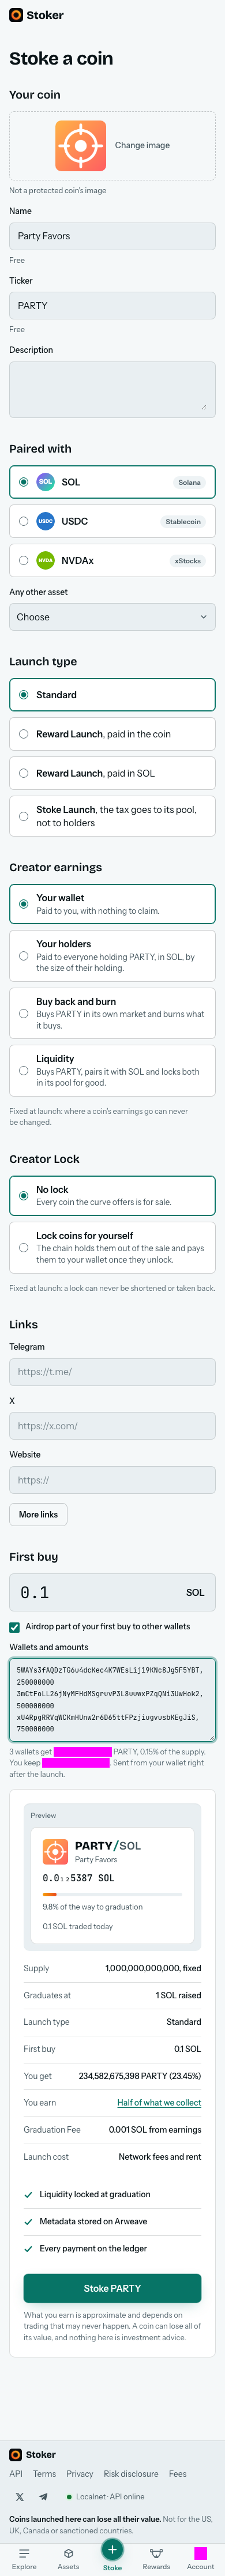 Stoker
Stoke a coin
Your coin
Change image
Not a protected coin's image
Name
Party Favors
Free
Ticker
PARTY
Free
Description
Paired with
SOL SOL Solana
USDC USDC Stablecoin
NVDA NVDAx xStocks
Any other asset
Choose
Launch type
Standard
Reward Launch, paid in the coin
Reward Launch, paid in SOL
Stoke Launch, the tax goes to its pool,
not to holders
Creator earnings
Your wallet
Paid to you, with nothing to claim.
Your holders
Paid to everyone holding PARTY, in SOL, by
the size of their holding.
Buy back and burn
Buys PARTY in its own market and burns what
it buys.
Liquidity
Buys PARTY, pairs it with SOL and locks both
in its pool for good.
Fixed at launch: where a coin's earnings go can never
be changed.
Creator Lock
No lock
Every coin the curve offers is for sale.
Lock coins for yourself
The chain holds them out of the sale and pays
them to your wallet once they unlock.
Fixed at launch: a lock can never be shortened or taken back.
Links
Telegram
https://t.me/
X
https://x.com/
Website
https://
More links
First buy
0.1 SOL
Airdrop part of your first buy to other wallets
Wallets and amounts
5WAYs3fAQDzTG6u4dcKec4K7WEsLij19KNc8Jg5F5YBT,
250000000
3mCtFoLL26jNyMFHdMSgruvP3L8uuwxPZqQNi3UwHok2,
500000000
xU4RpgRRVqWCKmHUnw2r6D65ttFPzjiugvusbKEgJiS,
750000000
3 wallets get PARTY, 0.15% of the supply.
You keep . Sent from your wallet right
after the launch.
Preview
PARTY/SOL
Party Favors
0.0₁₂5387 SOL
9.8% of the way to graduation
0.1 SOL traded today
Supply 1,000,000,000,000, fixed
Graduates at 1 SOL raised
Launch type Standard
First buy 0.1 SOL
You get 234,582,675,398 PARTY (23.45%)
You earn Half of what we collect
Graduation Fee 0.001 SOL from earnings
Launch cost Network fees and rent
Liquidity locked at graduation
Metadata stored on Arweave
Every payment on the ledger
Stoke PARTY
What you earn is approximate and depends on
trading that may never happen. A coin can lose all of
its value, and nothing here is investment advice.
Stoker
API Terms Privacy Risk disclosure Fees
Localnet · API online
Coins launched here can lose all their value. Not for the US,
UK, Canada or sanctioned countries.
Explore Assets Stoke Rewards Account